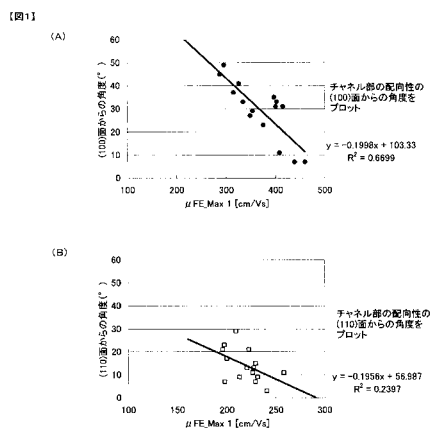 【図1】
(A)
60
50
40
30
20
10
0
(100)面からの角度(°)
100
200
300
400
500
μFE_Max 1 [cm/Vs]
チャネル部の配向性の
(100)面からの角度を
プロット
y = -0.1998x + 103.33
R² = 0.6699
(B)
60
50
40
30
20
10
0
(110)面からの角度(°)
100
150
200
250
300
μFE_Max 1 [cm/Vs]
チャネル部の配向性の
(110)面からの角度を
プロット
y = -0.1956x + 56.987
R² = 0.2397